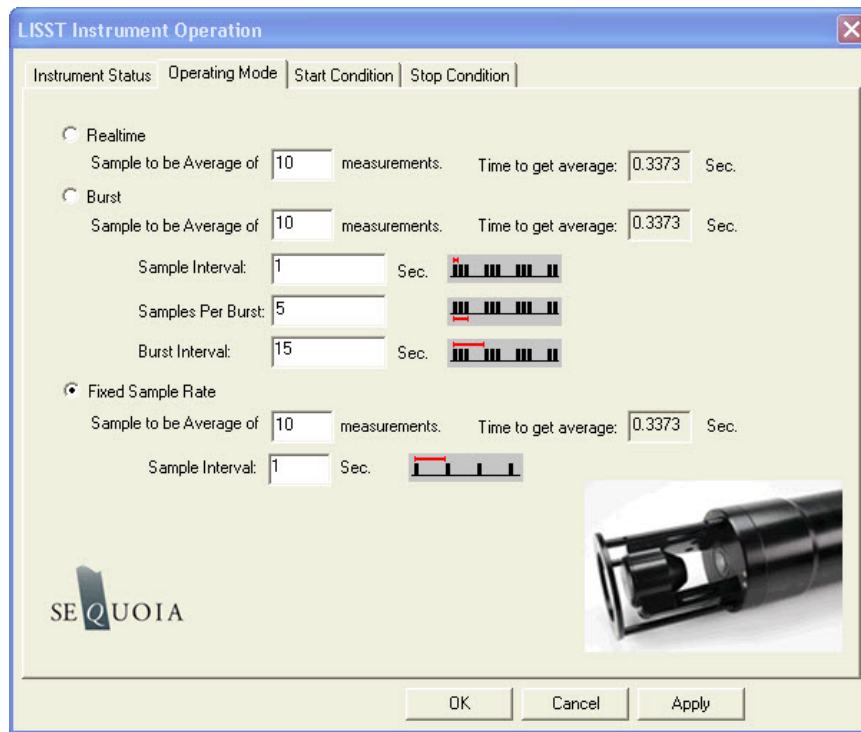 LISST Instrument Operation
Instrument Status Operating Mode Start Condition Stop Condition
Realtime
Sample to be Average of 10 measurements. Time to get average: 0.3373 Sec.
Burst
Sample to be Average of 10 measurements. Time to get average: 0.3373 Sec.
Sample Interval: 1 Sec.
Samples Per Burst: 5
Burst Interval: 15 Sec.
Fixed Sample Rate
Sample to be Average of 10 measurements. Time to get average: 0.3373 Sec.
Sample Interval: 1 Sec.
SEQUOIA
OK Cancel Apply